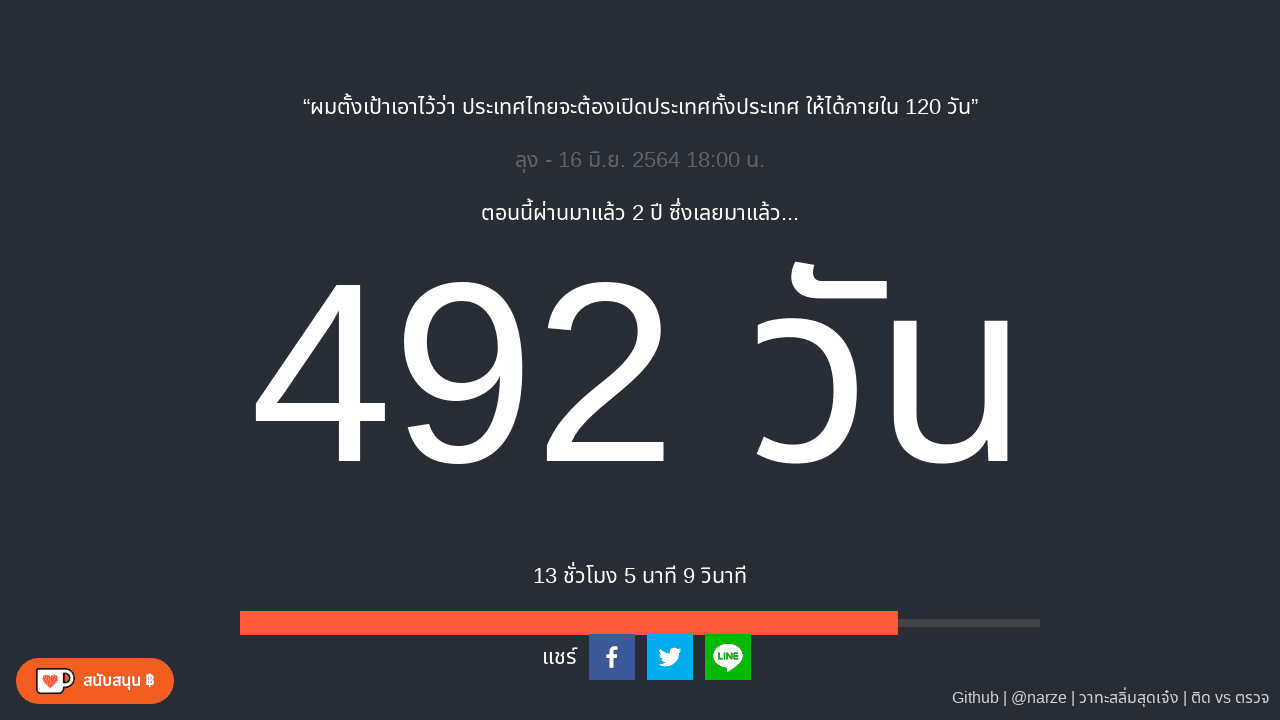 “ผมตั้งเป้าเอาไว้ว่า ประเทศไทยจะต้องเปิดประเทศทั้งประเทศ ให้ได้ภายใน 120 วัน”
ลุง - 16 มิ.ย. 2564 18:00 น.
ตอนนี้ผ่านมาแล้ว 2 ปี ซึ่งเลยมาแล้ว...
492 วัน
13 ชั่วโมง 5 นาที 9 วินาที
แชร์
LINE
สนับสนุน ฿
Github | @narze | วาทะสลิ่มสุดเจ๋ง | ติด vs ตรวจ